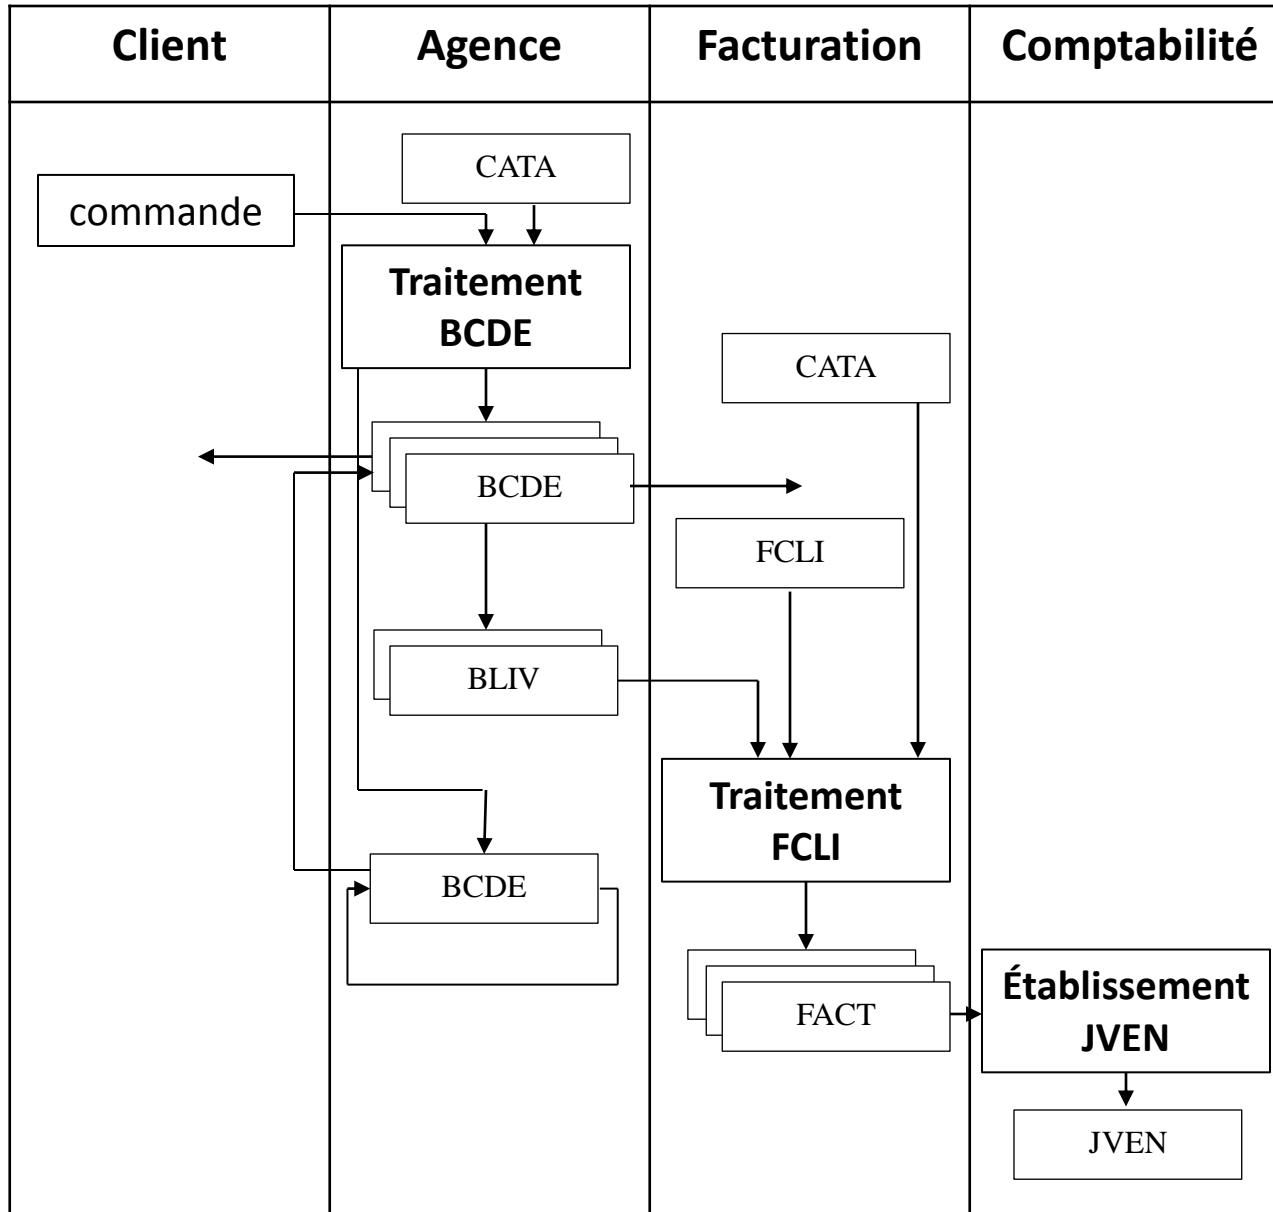 Client
Agence
Facturation
Comptabilité
CATA
commande
Traitement
BCDE
CATA
BCDE
FCLI
BLIV
Traitement
FCLI
BCDE
FACT
Établissement
JVEN
JVEN